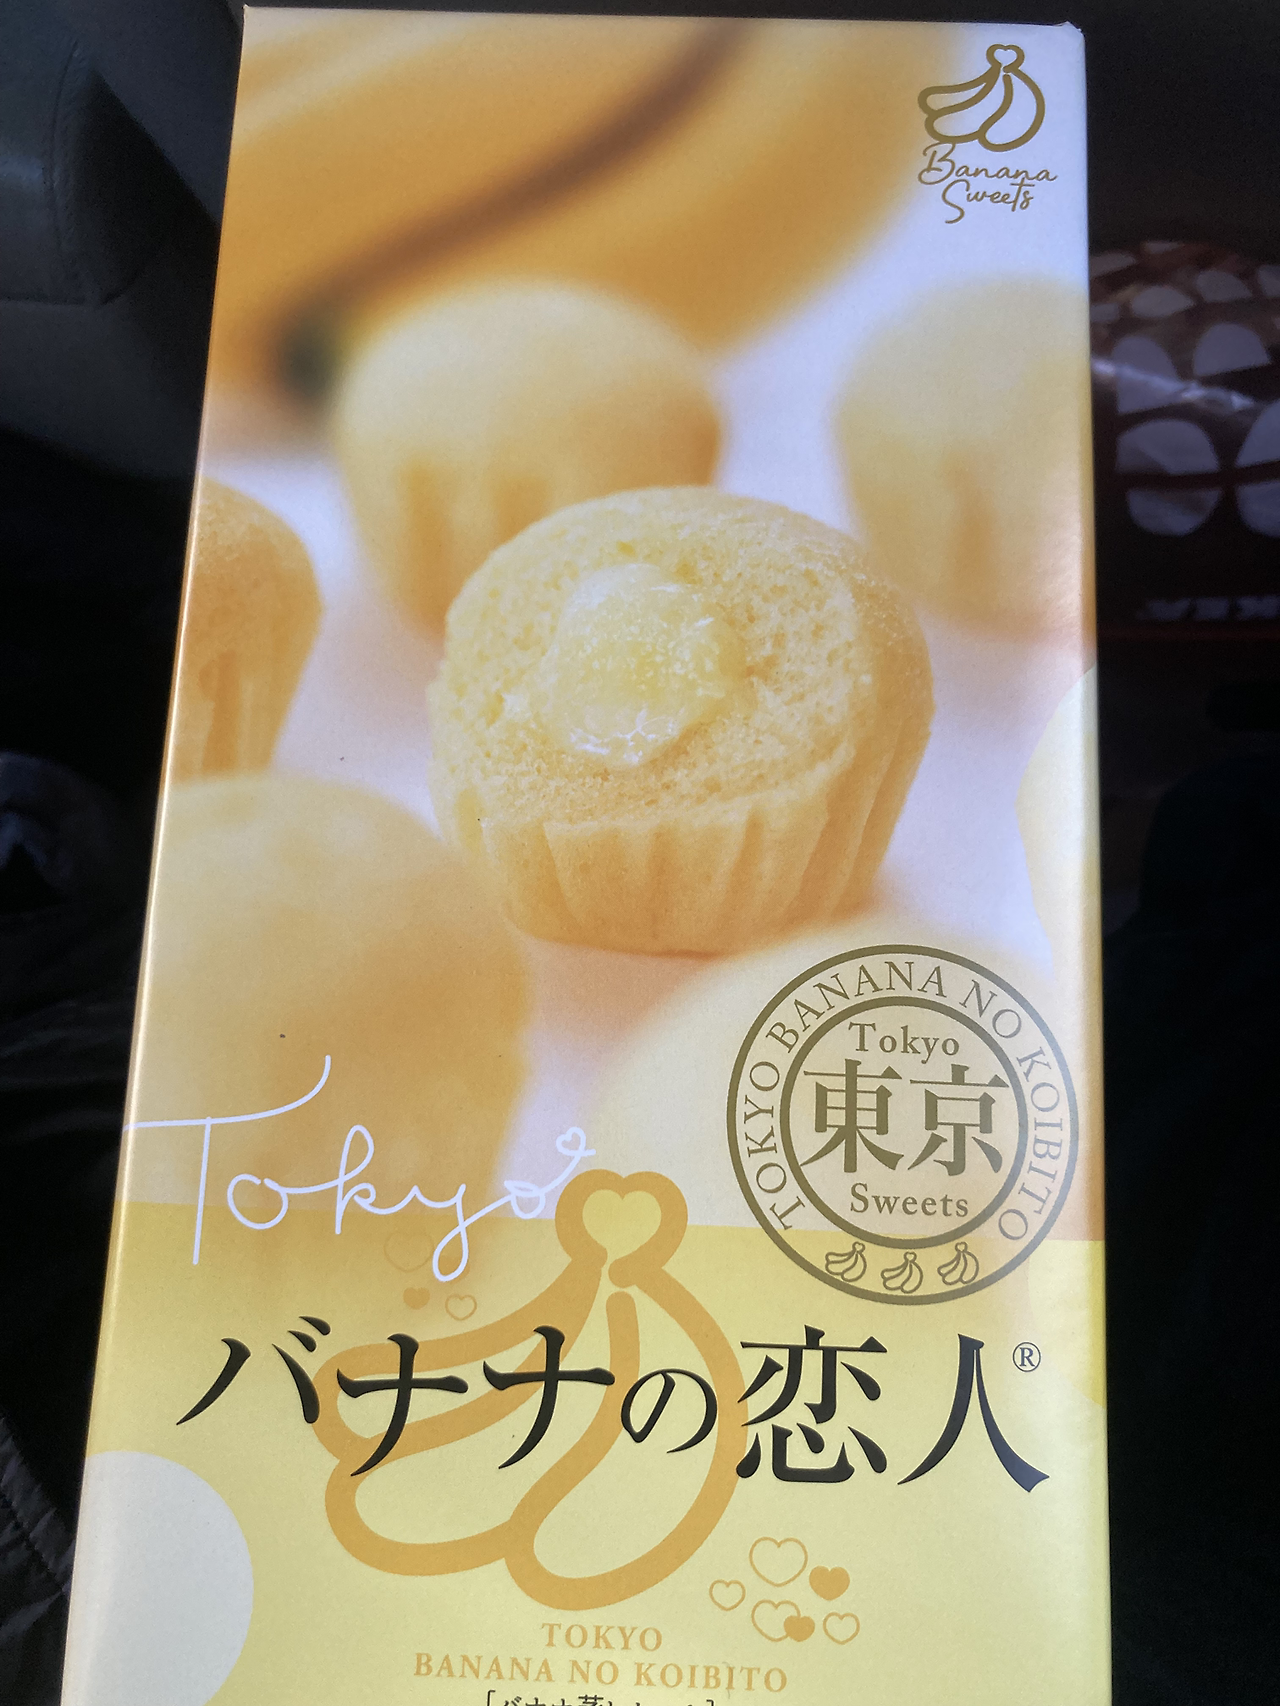 Banana
Sweets
TOKYO BANANA NO KOIBITO
Tokyo
東京
Sweets
Tokyo
バナナの恋人®
TOKYO
BANANA NO KOIBITO